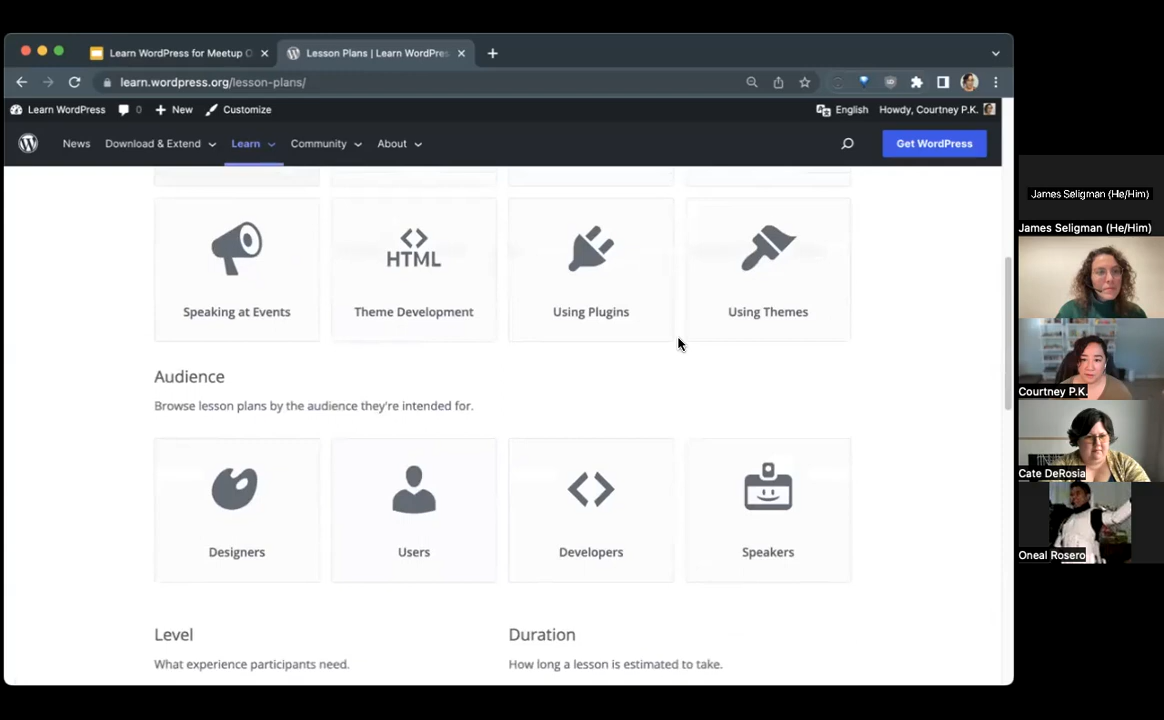 Learn WordPress for Meetup O
Lesson Plans | Learn WordPres
learn.wordpress.org/lesson-plans/
Learn WordPress 0 New Customize
English Howdy, Courtney P.K.
News Download & Extend Learn Community About Get WordPress
Speaking at Events
HTML
Theme Development
Using Plugins
Using Themes
Audience
Browse lesson plans by the audience they're intended for.
Designers
Users
Developers
Speakers
Level
What experience participants need.
Duration
How long a lesson is estimated to take.
James Seligman (He/Him)
James Seligman (He/Him)
Courtney P.K.
Cate DeRosia
Oneal Rosero